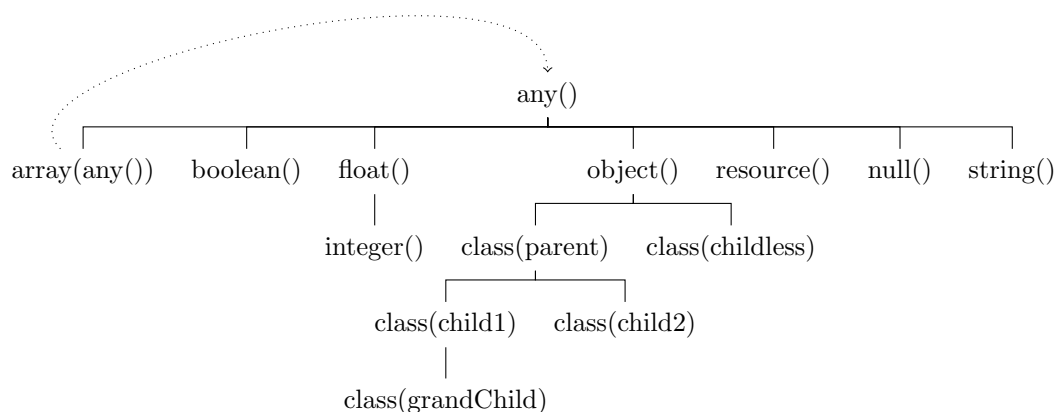 any()
array(any()) boolean() float() object() resource() null() string()
integer() class(parent) class(childless)
class(child1) class(child2)
class(grandChild)